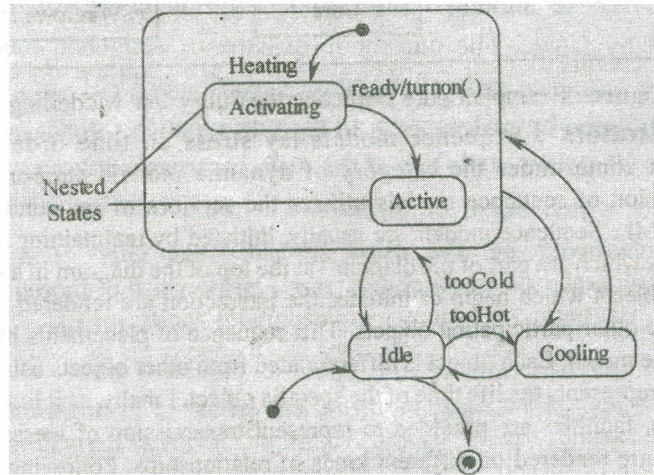 Heating
ready/turnon( )
Activating
Nested
States
Active
tooCold
tooHot
Idle
Cooling